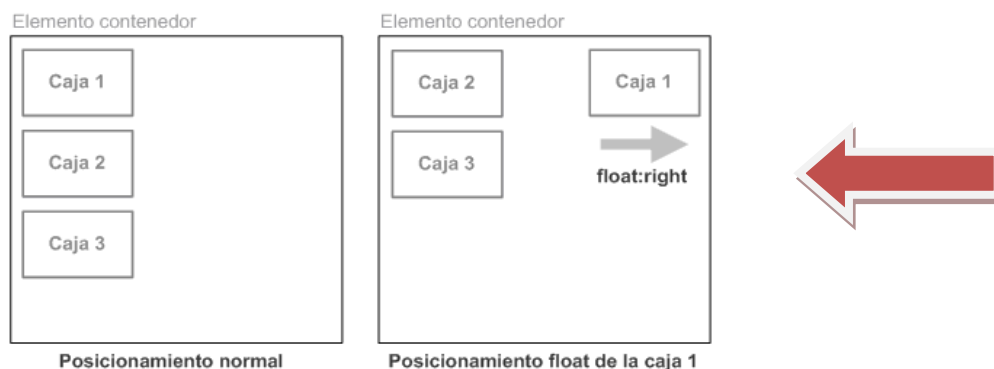 Elemento contenedor
Caja 1
Caja 2
Caja 3
Posicionamiento normal
Elemento contenedor
Caja 2
Caja 1
Caja 3
float:right
Posicionamiento float de la caja 1